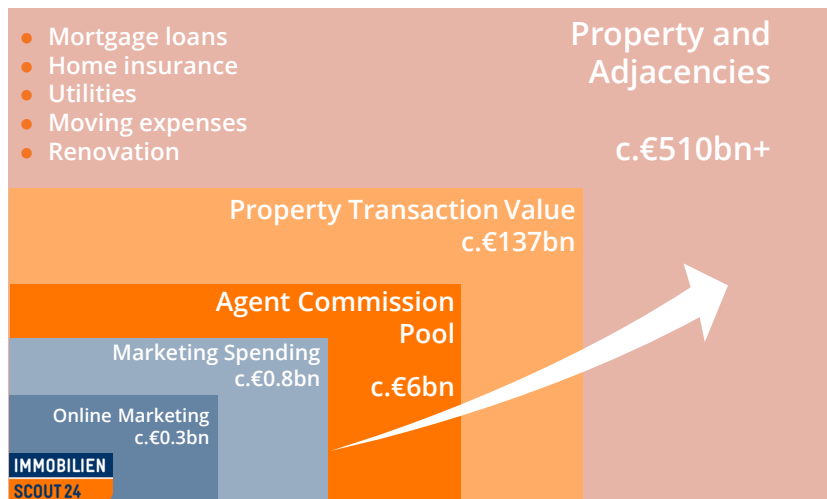 Mortgage loans
Home insurance
Utilities
Moving expenses
Renovation
Property and
Adjacencies
c.€510bn+
Property Transaction Value
c.€137bn
Agent Commission
Pool
c.€6bn
Marketing Spending
c.€0.8bn
Online Marketing
c.€0.3bn
IMMOBILIEN
SCOUT 24